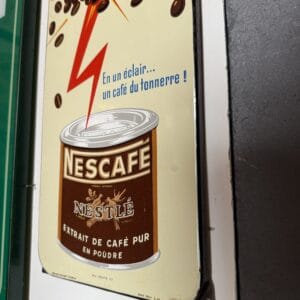 En un éclair...
un café du tonnerre !
NESCAFÉ
NESTLÉ
EXTRAIT DE CAFÉ PUR
EN POUDRE